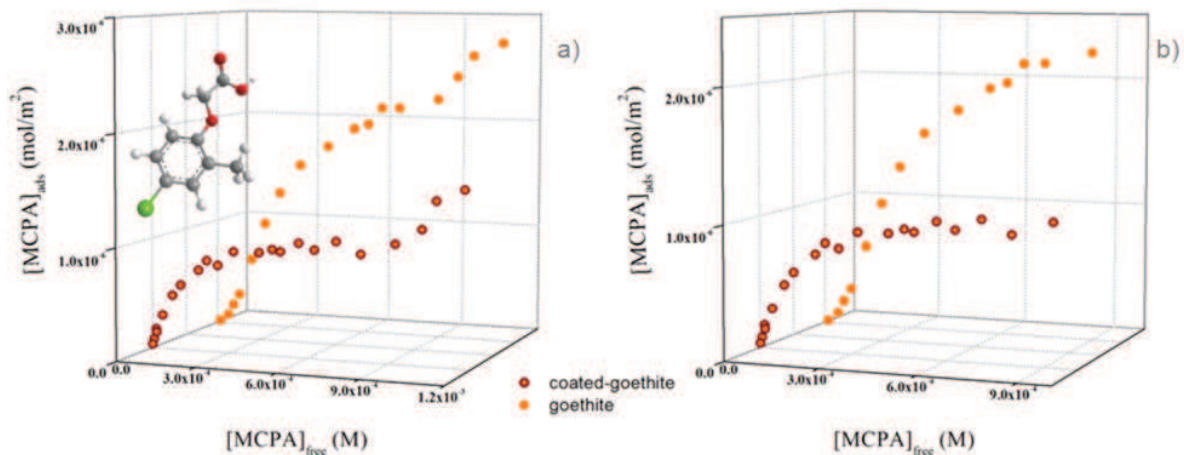 a)
3.0x10⁻⁶
2.0x10⁻⁶
1.0x10⁻⁶
0.0
[MCPA]ads (mol/m²)
0.0
3.0x10⁻⁴
6.0x10⁻⁴
9.0x10⁻⁴
1.2x10⁻³
[MCPA]free (M)
coated-goethite
goethite
b)
2.0x10⁻⁶
1.0x10⁻⁶
0.0
[MCPA]ads (mol/m²)
0.0
3.0x10⁻⁴
6.0x10⁻⁴
9.0x10⁻⁴
[MCPA]free (M)